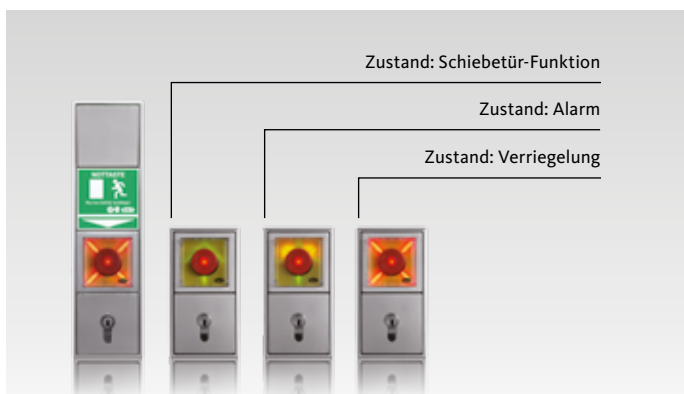 Zustand: Schiebetür-Funktion
Zustand: Alarm
Zustand: Verriegelung
NOTTASTE